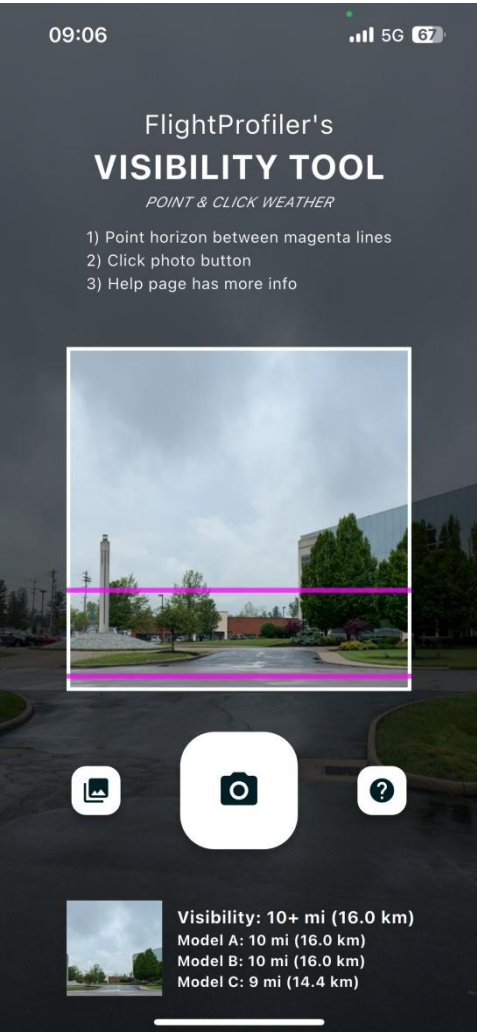 09:06
5G 67
FlightProfiler's
VISIBILITY TOOL
POINT & CLICK WEATHER
1) Point horizon between magenta lines
2) Click photo button
3) Help page has more info
?
Visibility: 10+ mi (16.0 km)
Model A: 10 mi (16.0 km)
Model B: 10 mi (16.0 km)
Model C: 9 mi (14.4 km)